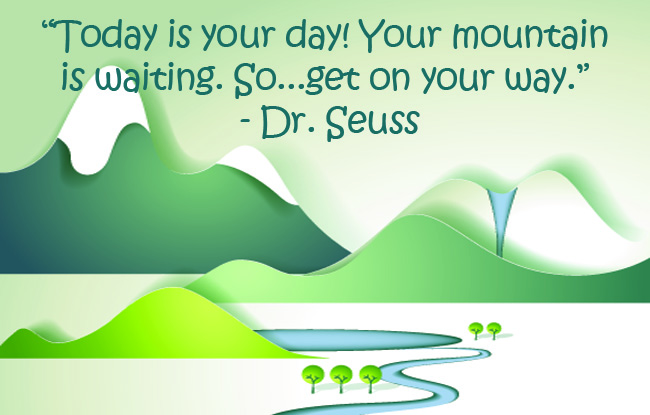 “Today is your day! Your mountain
is waiting. So...get on your way.”
- Dr. Seuss